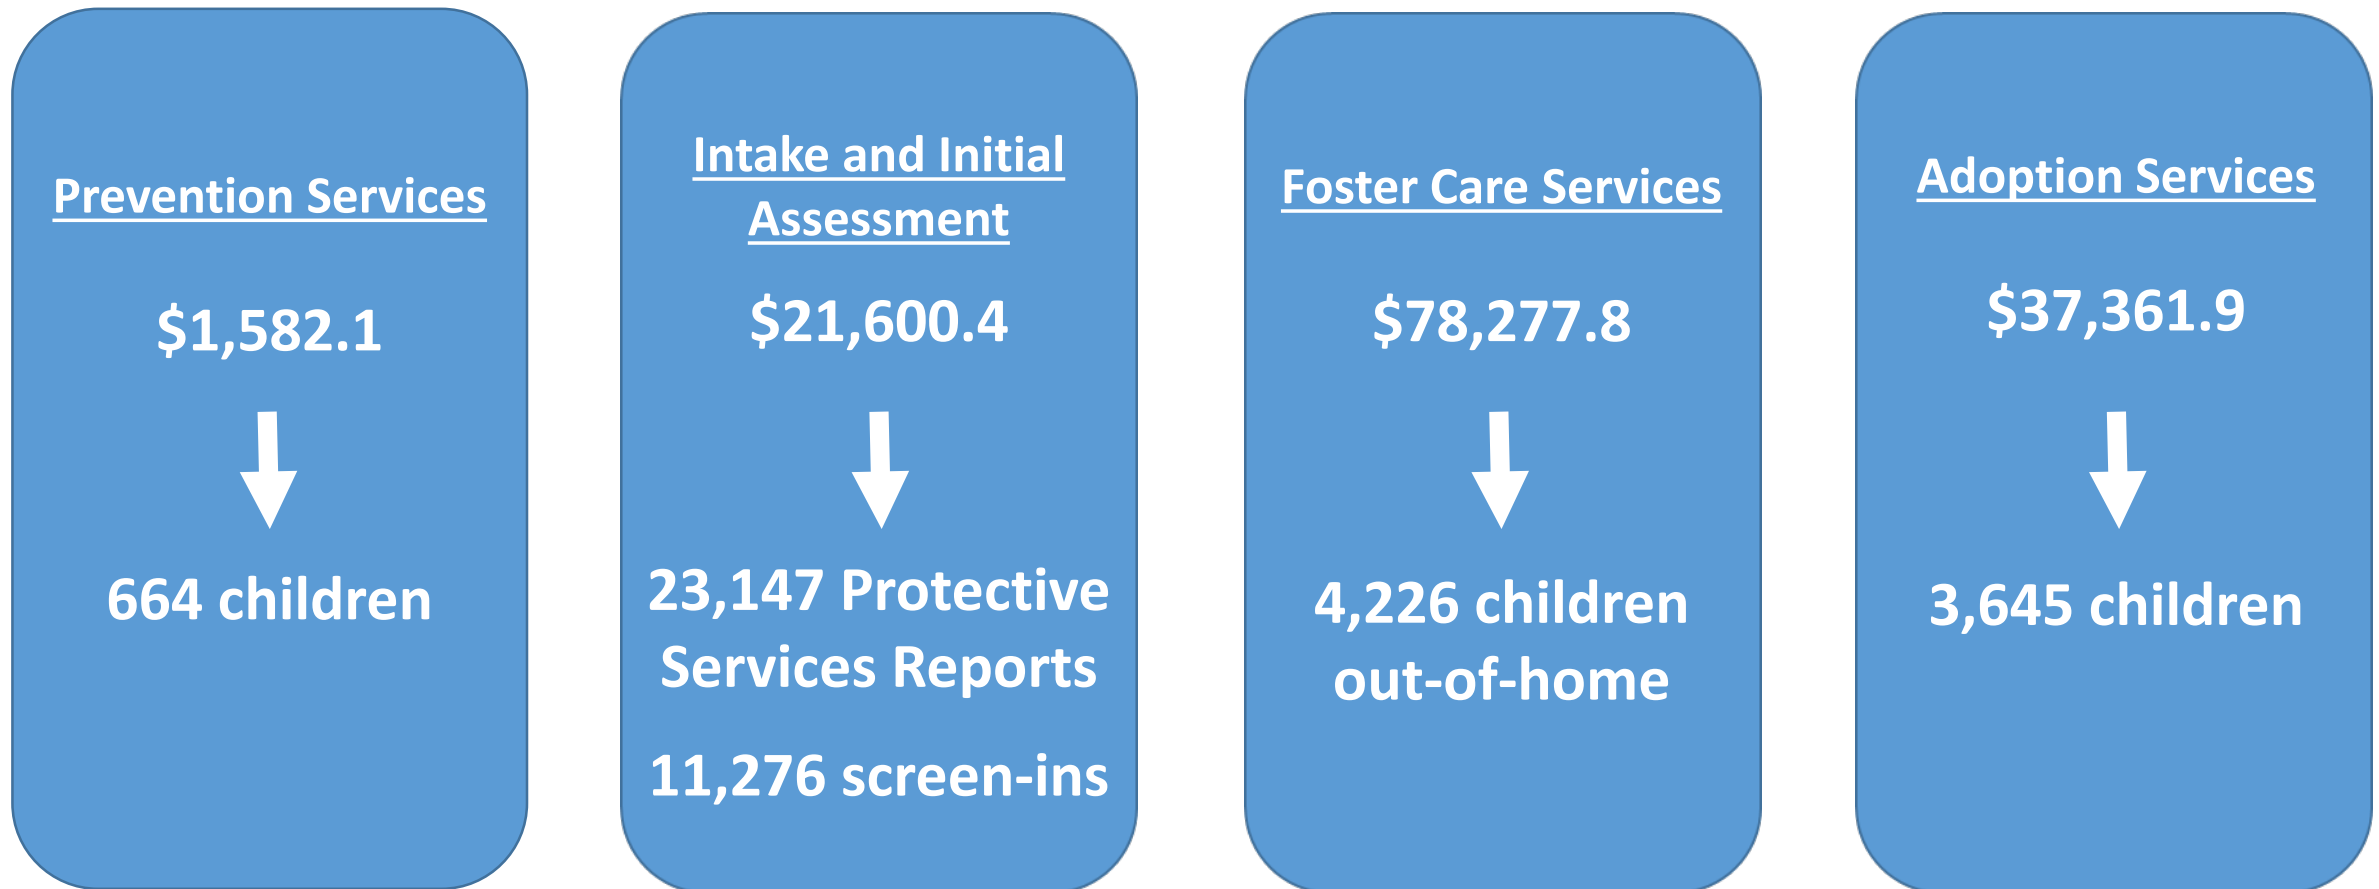 Prevention Services
$1,582.1
664 children
Intake and Initial
Assessment
$21,600.4
23,147 Protective
Services Reports
11,276 screen-ins
Foster Care Services
$78,277.8
4,226 children
out-of-home
Adoption Services
$37,361.9
3,645 children